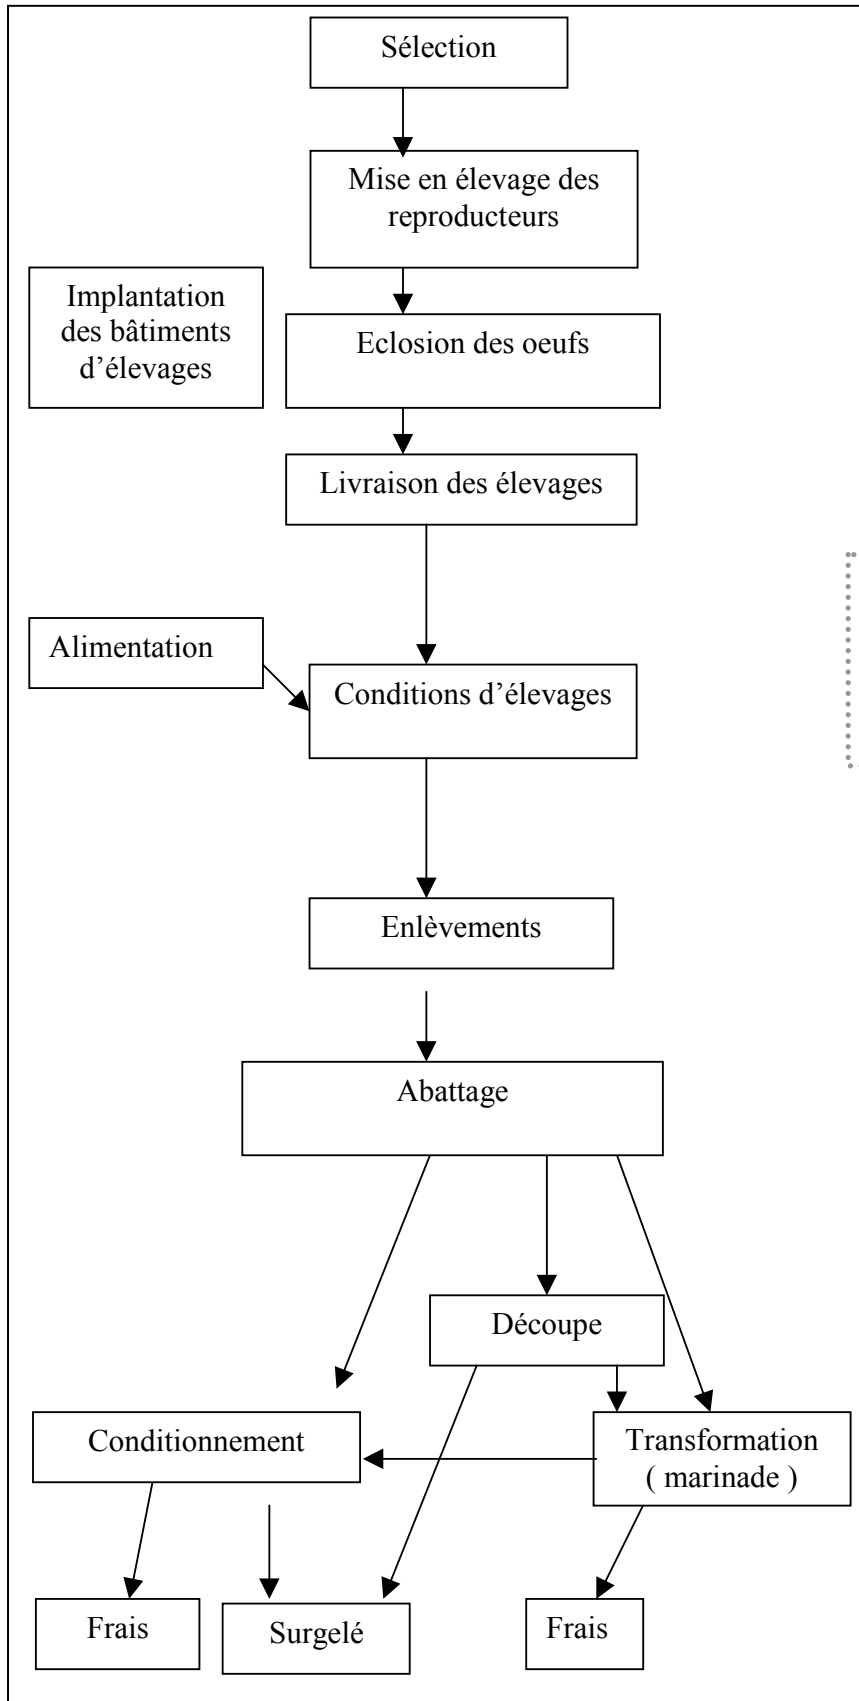 Sélection
Mise en élevage des
reproducteurs
Implantation
des bâtiments
d’élevages
Eclosion des oeufs
Livraison des élevages
Alimentation
Conditions d’élevages
Enlèvements
Abattage
Découpe
Conditionnement
Transformation
( marinade )
Frais
Surgelé
Frais